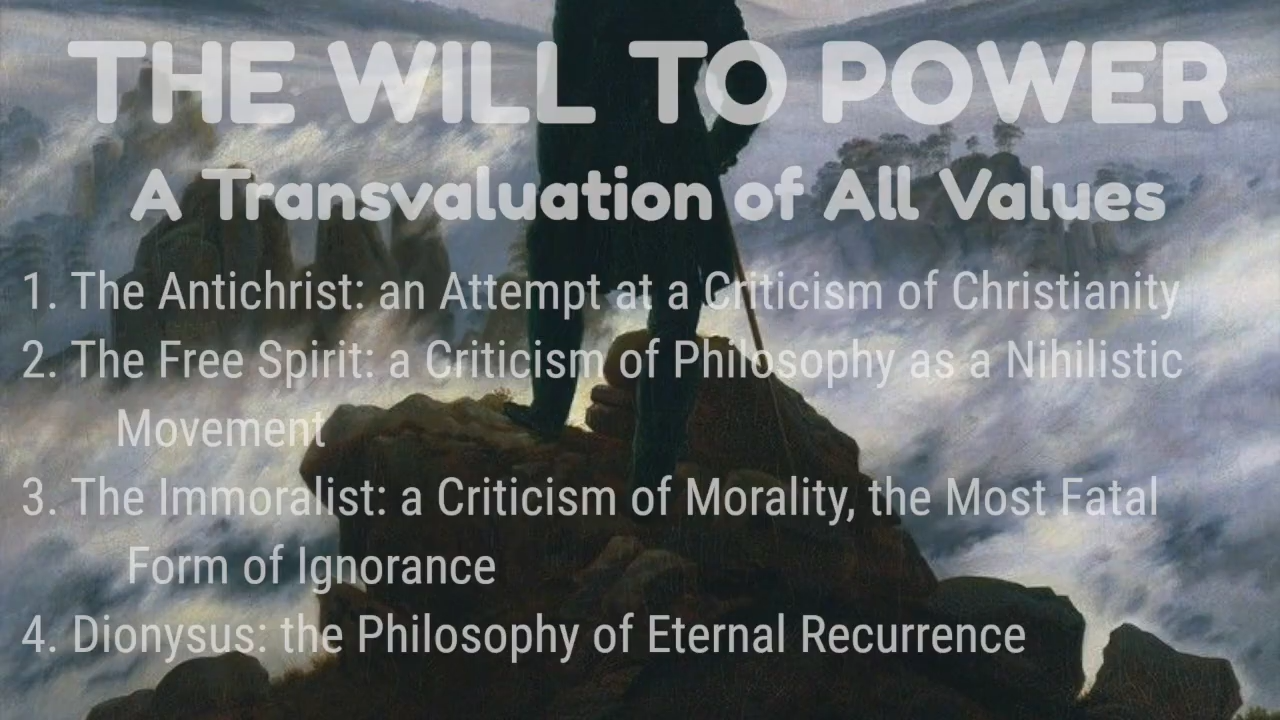 THE WILL TO POWER
A Transvaluation of All Values
1. The Antichrist: an Attempt at a Criticism of Christianity
2. The Free Spirit: a Criticism of Philosophy as a Nihilistic
Movement
3. The Immoralist: a Criticism of Morality, the Most Fatal
Form of Ignorance
4. Dionysus: the Philosophy of Eternal Recurrence